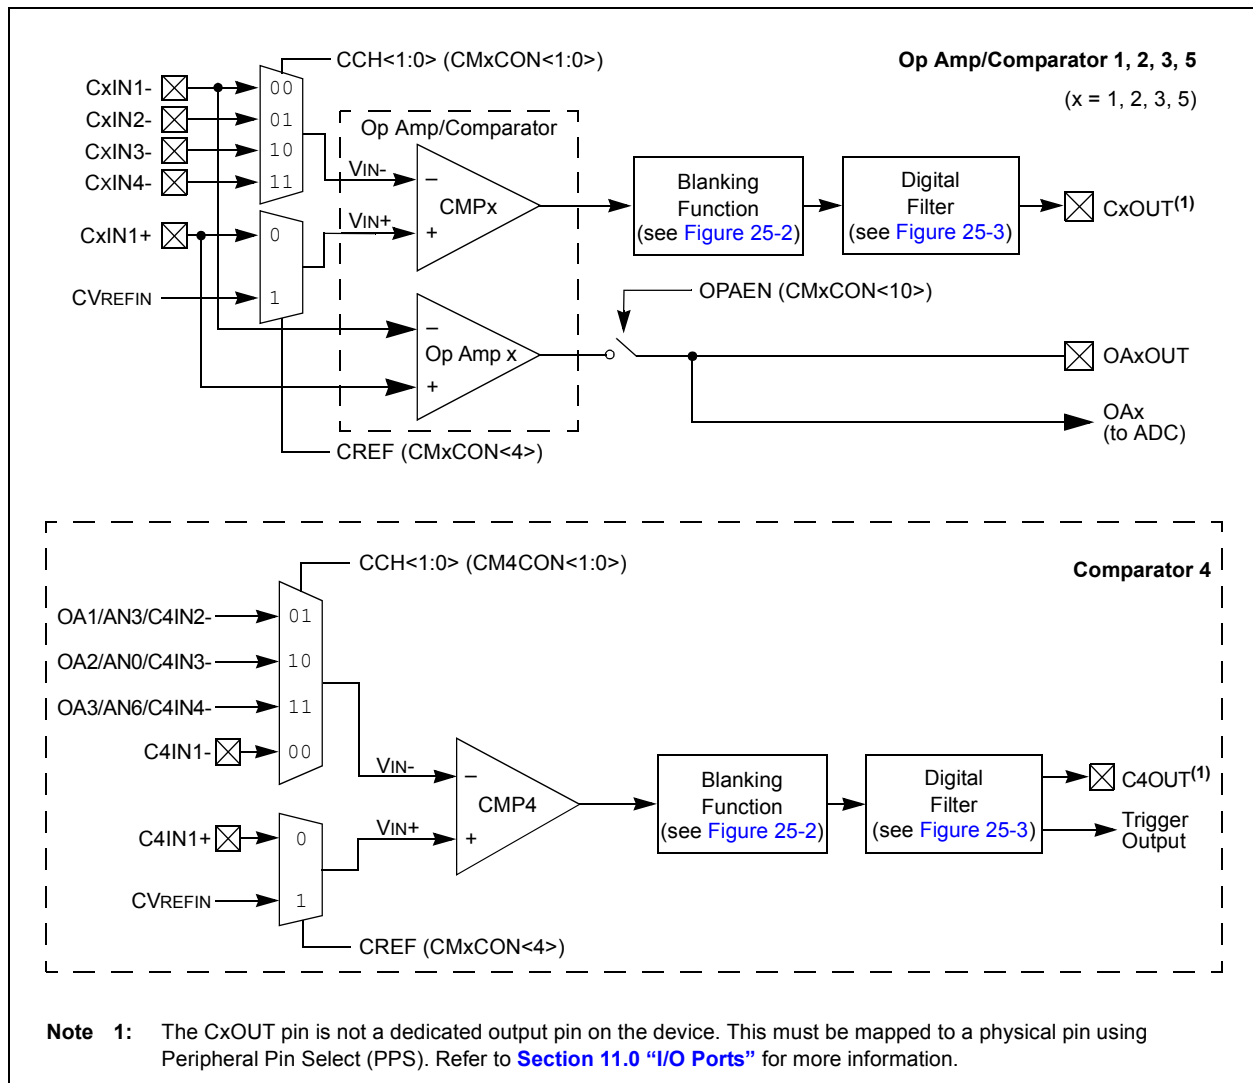 CCH<1:0> (CMxCON<1:0>)
Op Amp/Comparator 1, 2, 3, 5
(x = 1, 2, 3, 5)
CxIN1-
00
CxIN2-
01
CxIN3-
10
CxIN4-
11
Op Amp/Comparator
VIN-
–
CMPx
VIN+
+
Blanking
Function
(see Figure 25-2)
Digital
Filter
(see Figure 25-3)
CxOUT(1)
CxIN1+
0
CVREFIN
1
OPAEN (CMxCON<10>)
–
Op Amp x
+
OAxOUT
OAx
(to ADC)
CREF (CMxCON<4>)
CCH<1:0> (CM4CON<1:0>)
Comparator 4
OA1/AN3/C4IN2-
01
OA2/AN0/C4IN3-
10
OA3/AN6/C4IN4-
11
C4IN1-
00
VIN-
–
CMP4
VIN+
+
Blanking
Function
(see Figure 25-2)
Digital
Filter
(see Figure 25-3)
C4OUT(1)
Trigger
Output
C4IN1+
0
CVREFIN
1
CREF (CMxCON<4>)
Note 1: The CxOUT pin is not a dedicated output pin on the device. This must be mapped to a physical pin using
Peripheral Pin Select (PPS). Refer to Section 11.0 “I/O Ports” for more information.